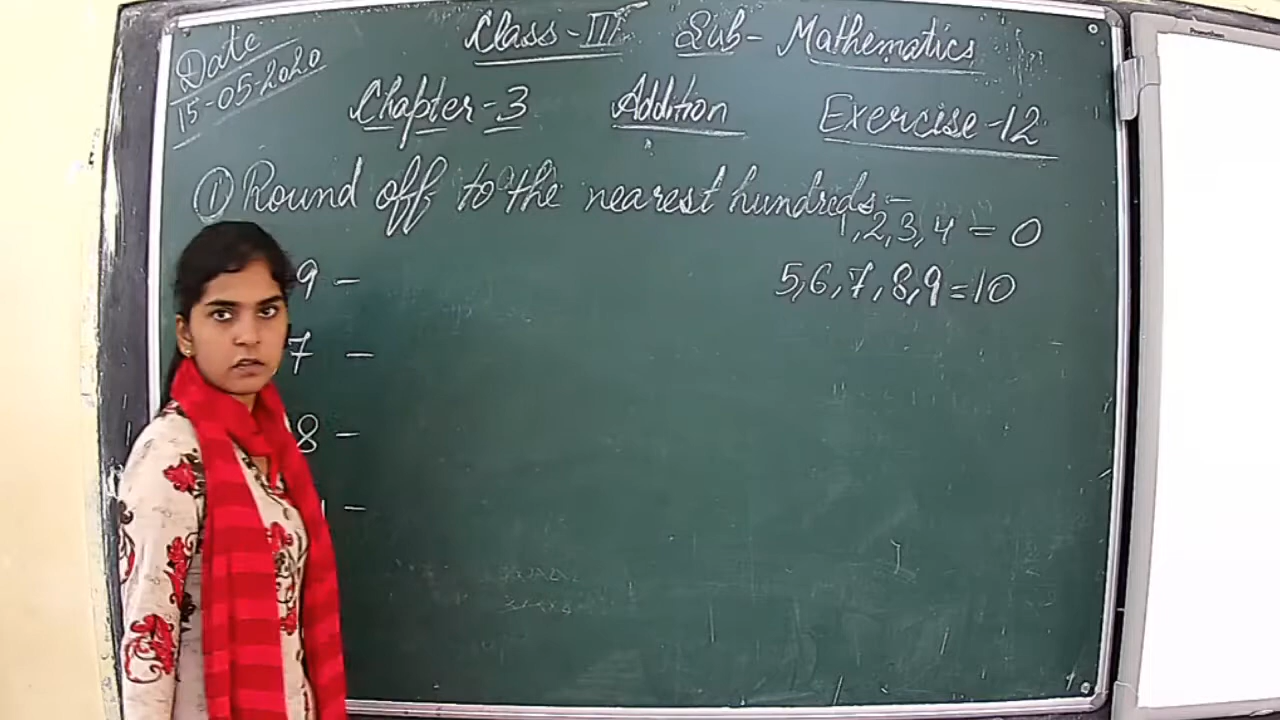 Date
15-05-2020
Class-III Sub- Mathematics
Chapter-3 Addition Exercise-12
① Round off to the nearest hundreds-
1,2,3,4 = 0
5,6,7,8,9=10
9 -
7 -
8 -
-